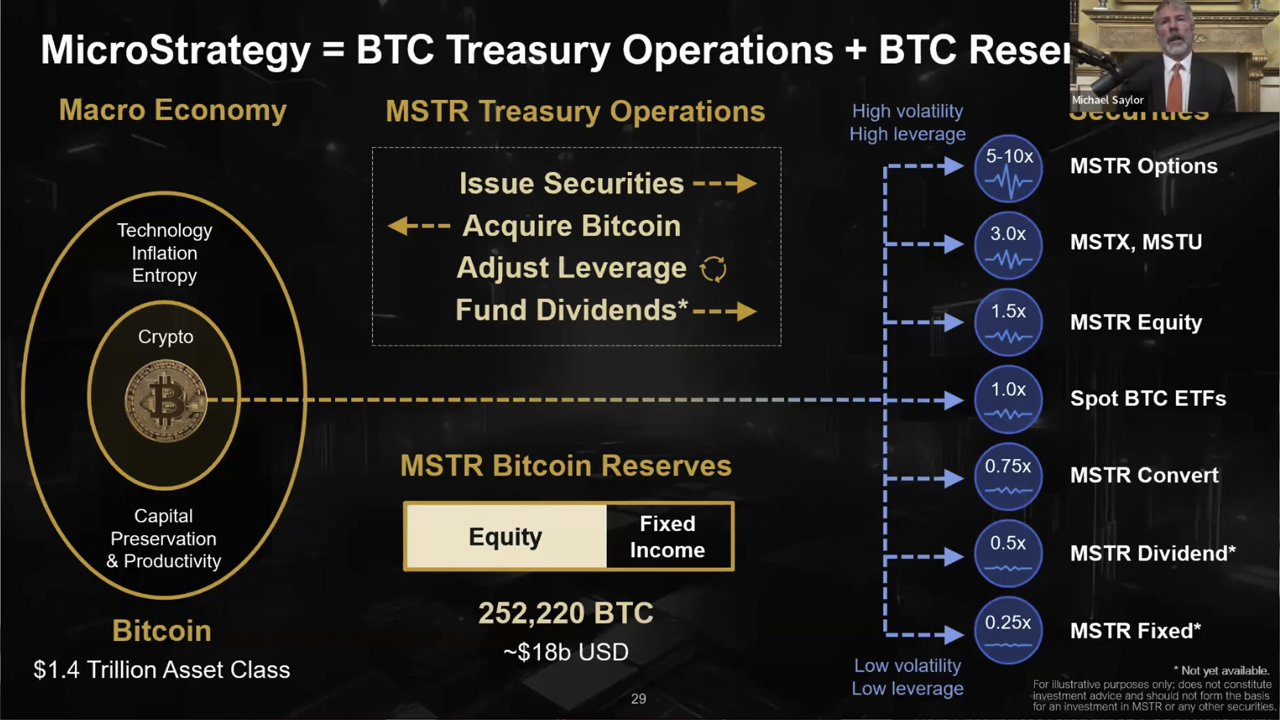 MicroStrategy = BTC Treasury Operations + BTC Reser
Michael Saylor
Macro Economy
Technology
Inflation
Entropy
Crypto
Capital
Preservation
& Productivity
Bitcoin
$1.4 Trillion Asset Class
MSTR Treasury Operations
Issue Securities
Acquire Bitcoin
Adjust Leverage
Fund Dividends*
MSTR Bitcoin Reserves
Equity
Fixed
Income
252,220 BTC
~$18b USD
29
Securities
High volatility
High leverage
5-10x MSTR Options
3.0x MSTX, MSTU
1.5x MSTR Equity
1.0x Spot BTC ETFs
0.75x MSTR Convert
0.5x MSTR Dividend*
0.25x MSTR Fixed*
Low volatility
Low leverage
* Not yet available.
For illustrative purposes only; does not constitute
investment advice and should not form the basis
for an investment in MSTR or any other securities.